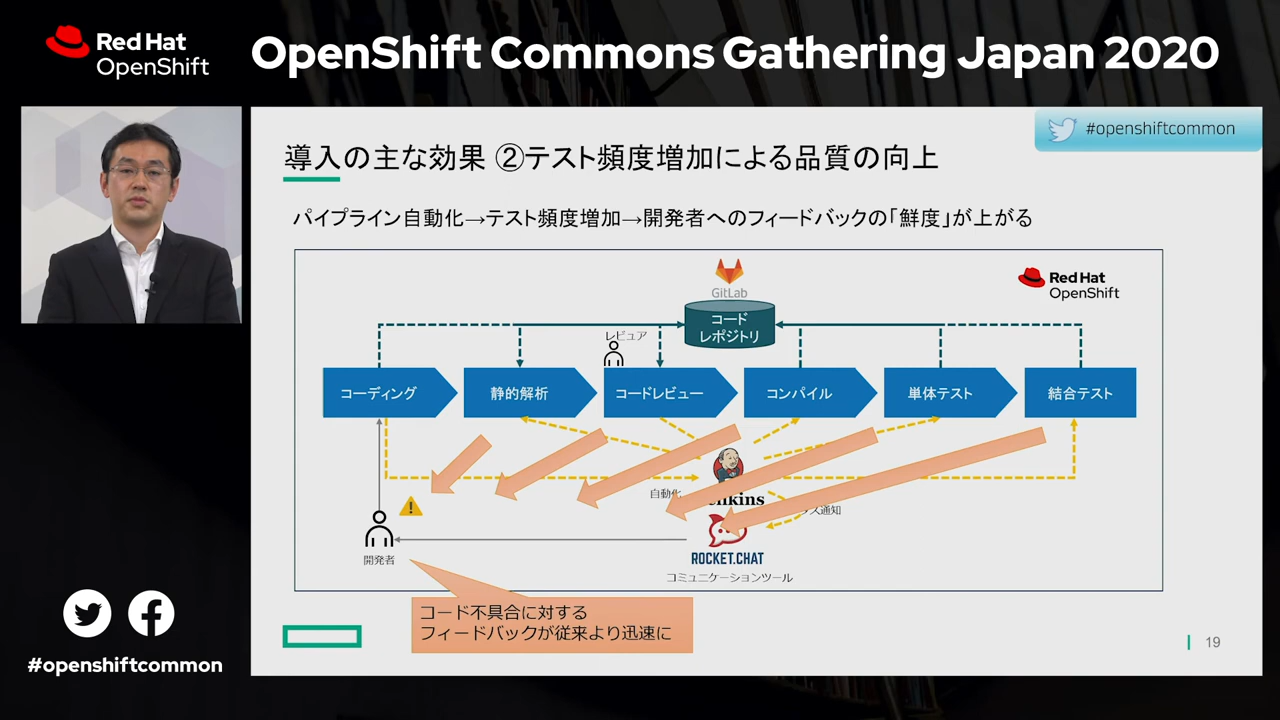 Red Hat
OpenShift
OpenShift Commons Gathering Japan 2020
#openshiftcommon
導入の主な効果 ②テスト頻度増加による品質の向上
パイプライン自動化→テスト頻度増加→開発者へのフィードバックの「鮮度」が上がる
GitLab
Red Hat
OpenShift
コード
レポジトリ
レビュア
コーディング
静的解析
コードレビュー
コンパイル
単体テスト
結合テスト
自動化
nkins
通知
開発者
ROCKET.CHAT
コミュニケーションツール
コード不具合に対する
フィードバックが従来より迅速に
19
#openshiftcommon